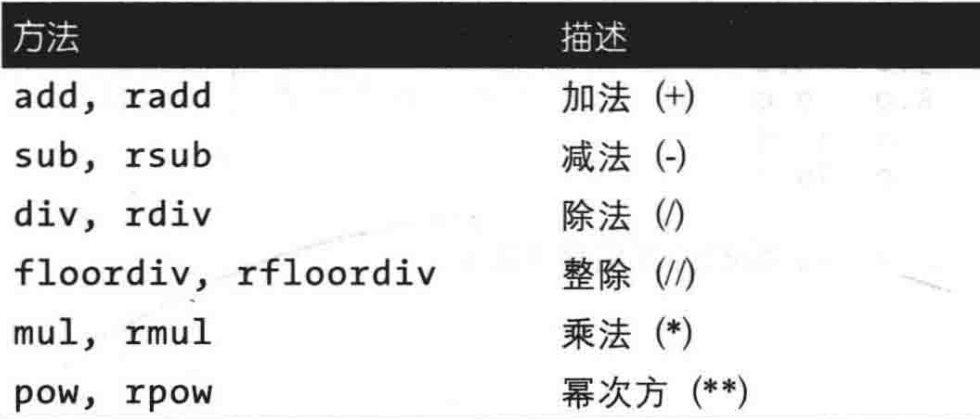 方法 描述
add, radd 加法 (+)
sub, rsub 减法 (-)
div, rdiv 除法 (/)
floordiv, rfloordiv 整除 (//)
mul, rmul 乘法 (*)
pow, rpow 幂次方 (**)